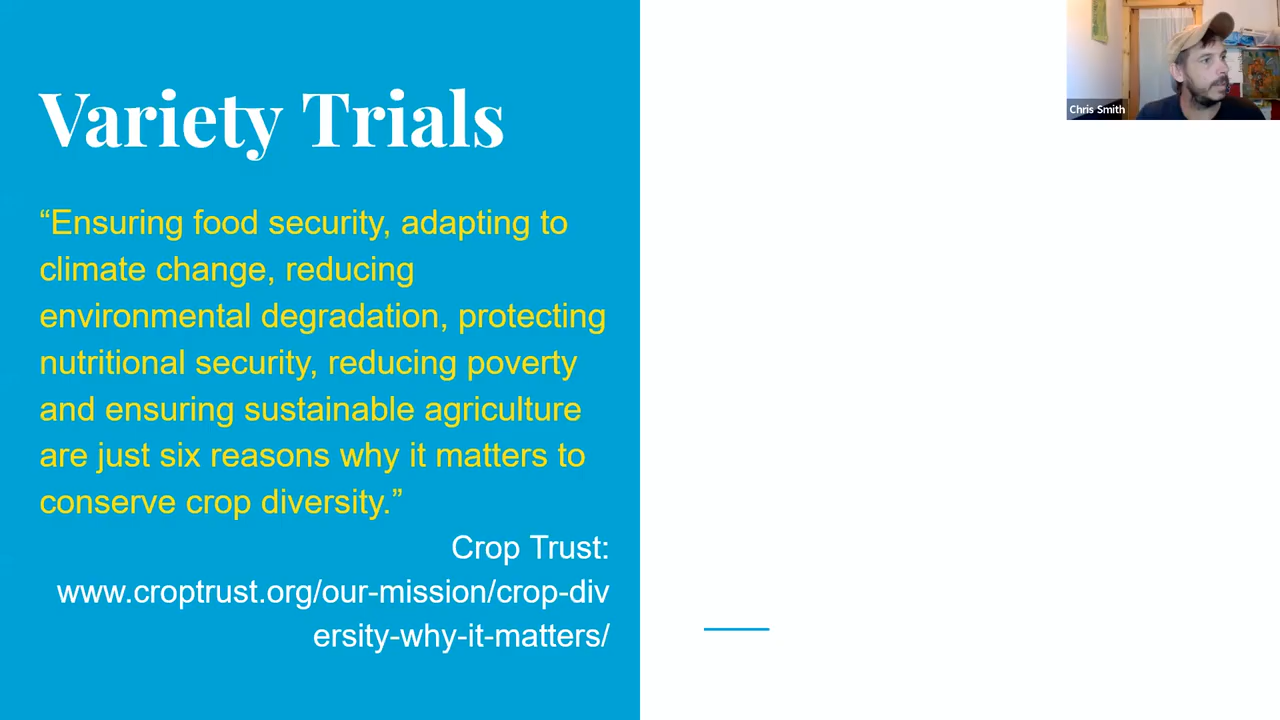 Variety Trials
“Ensuring food security, adapting to
climate change, reducing
environmental degradation, protecting
nutritional security, reducing poverty
and ensuring sustainable agriculture
are just six reasons why it matters to
conserve crop diversity.”
Crop Trust:
www.croptrust.org/our-mission/crop-div
ersity-why-it-matters/
Chris Smith